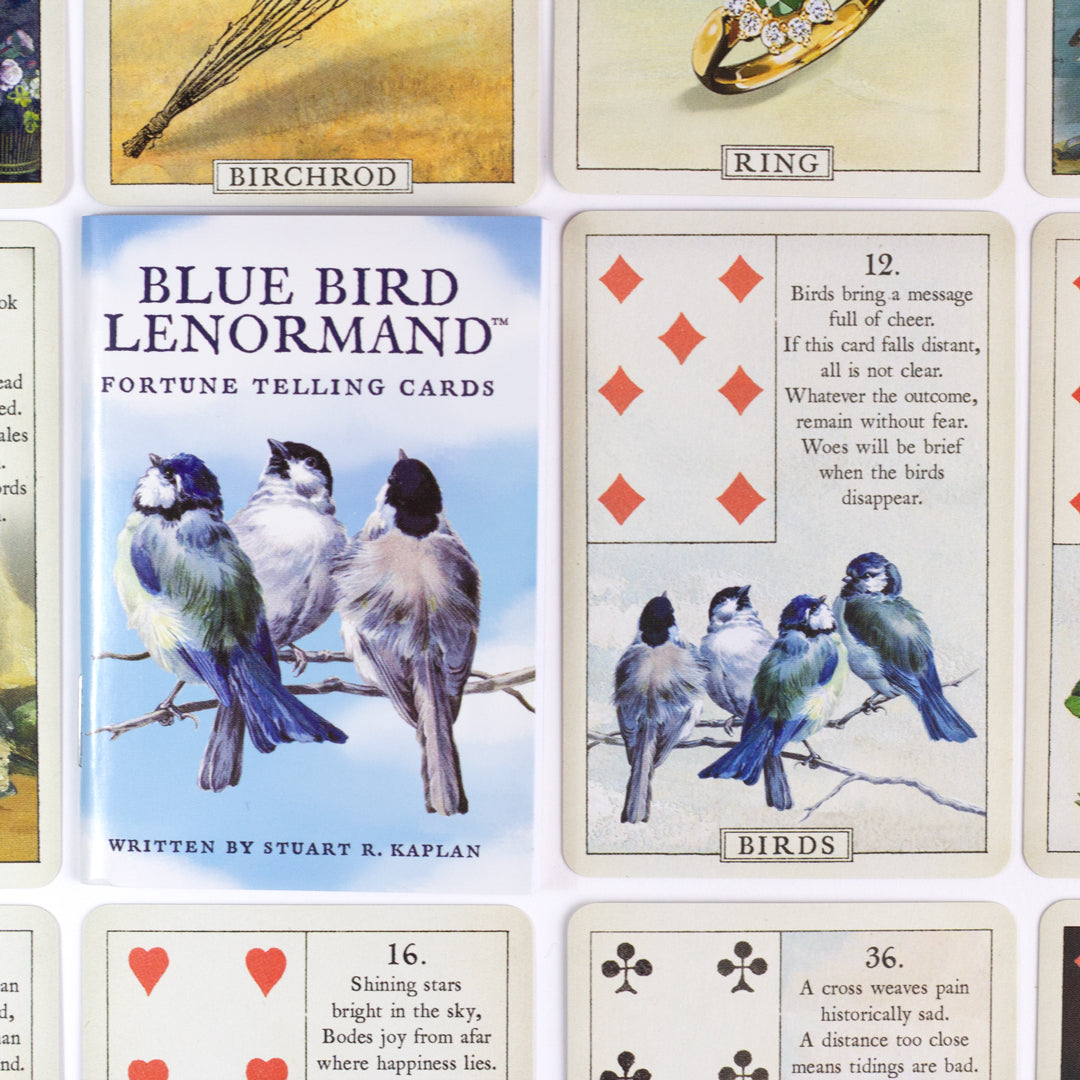 BIRCHROD
RING
BLUE BIRD
LENORMAND™
FORTUNE TELLING CARDS
WRITTEN BY STUART R. KAPLAN
12.
Birds bring a message
full of cheer.
If this card falls distant,
all is not clear.
Whatever the outcome,
remain without fear.
Woes will be brief
when the birds
disappear.
BIRDS
16.
Shining stars
bright in the sky,
Bodes joy from afar
where happiness lies.
36.
A cross weaves pain
historically sad.
A distance too close
means tidings are bad.